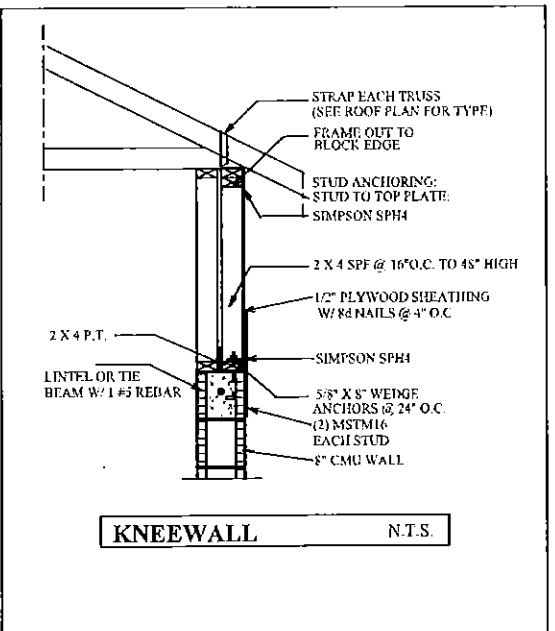 STRAP EACH TRUSS
(SEE ROOF PLAN FOR TYPE)
FRAME OUT TO
BLOCK EDGE
STUD ANCHORING:
STUD TO TOP PLATE:
SIMPSON SPH4
2 X 4 SPF @ 16"O.C. TO 48" HIGH
1/2" PLYWOOD SHEATHING
W/ 8d NAILS @ 4" O.C
2 X 4 P.T.
SIMPSON SPH4
LINTEL OR TIE
BEAM W/ 1 #5 REBAR
5/8" X 8" WEDGE
ANCHORS @ 24" O.C.
(2) MSTM16
EACH STUD
8" CMU WALL
KNEEWALL N.T.S.